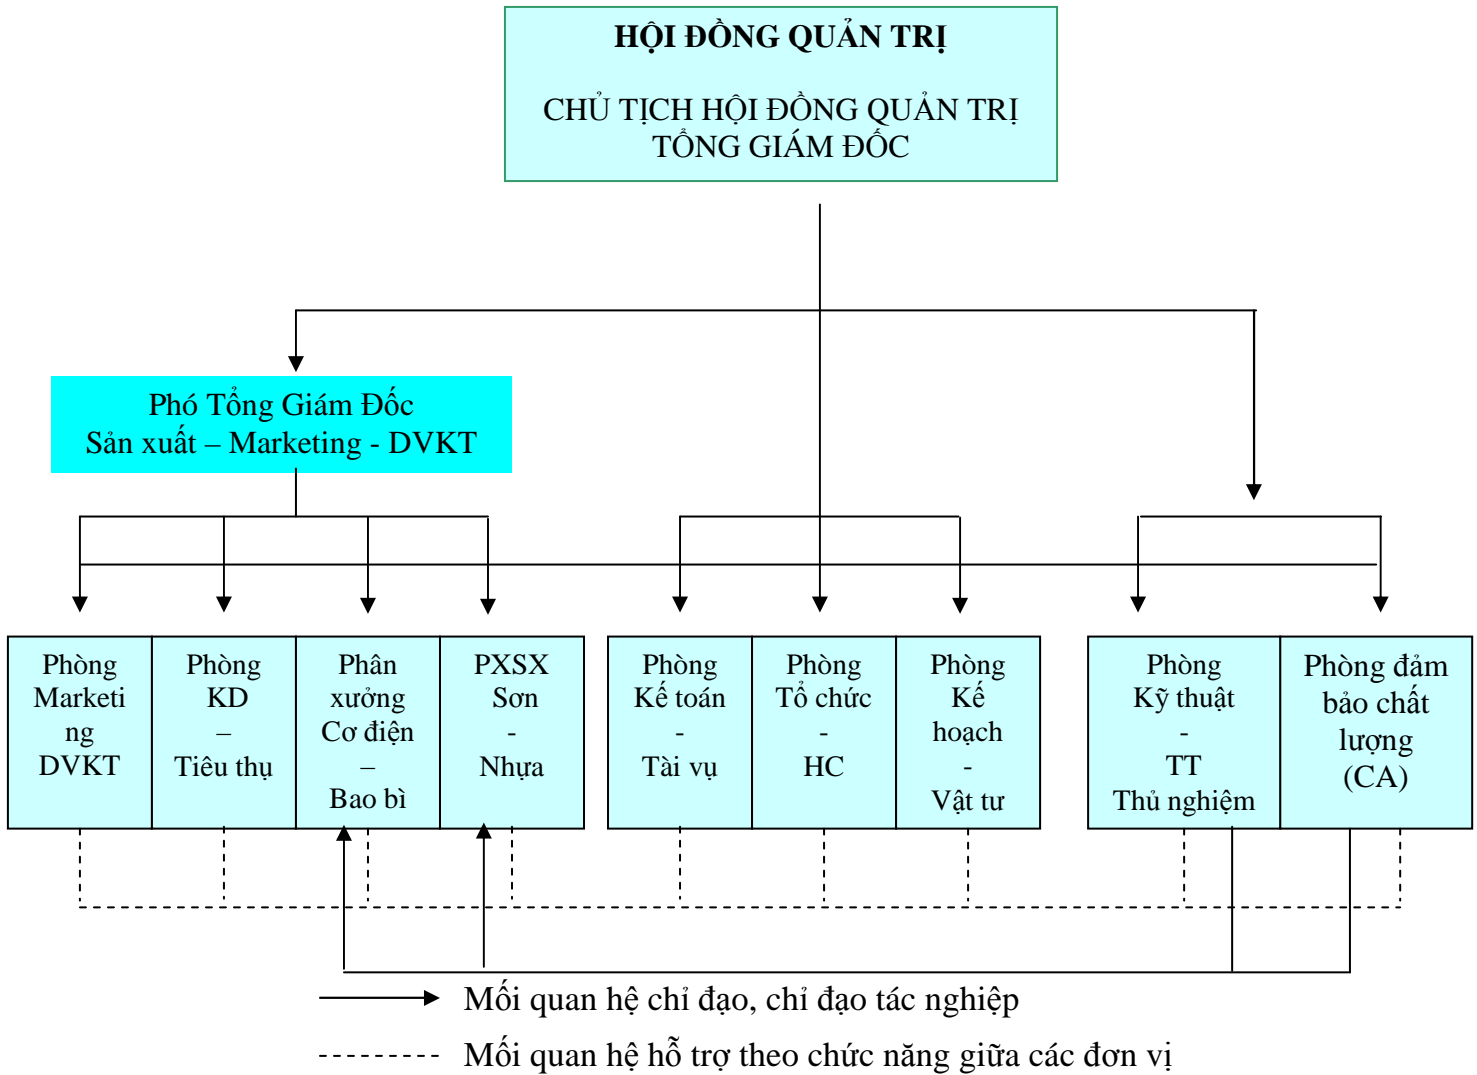 HỘI ĐỒNG QUẢN TRỊ
CHỦ TỊCH HỘI ĐỒNG QUẢN TRỊ
TỔNG GIÁM ĐỐC
Phó Tổng Giám Đốc
Sản xuất – Marketing - DVKT
Phòng
Marketi
ng
DVKT
Phòng
KD
–
Tiêu thụ
Phân
xưởng
Cơ điện
–
Bao bì
PXSX
Sơn
-
Nhựa
Phòng
Kế toán
-
Tài vụ
Phòng
Tổ chức
-
HC
Phòng
Kế
hoạch
-
Vật tư
Phòng
Kỹ thuật
-
TT
Thủ nghiệm
Phòng đảm
bảo chất
lượng
(CA)
Mối quan hệ chỉ đạo, chỉ đạo tác nghiệp
Mối quan hệ hỗ trợ theo chức năng giữa các đơn vị